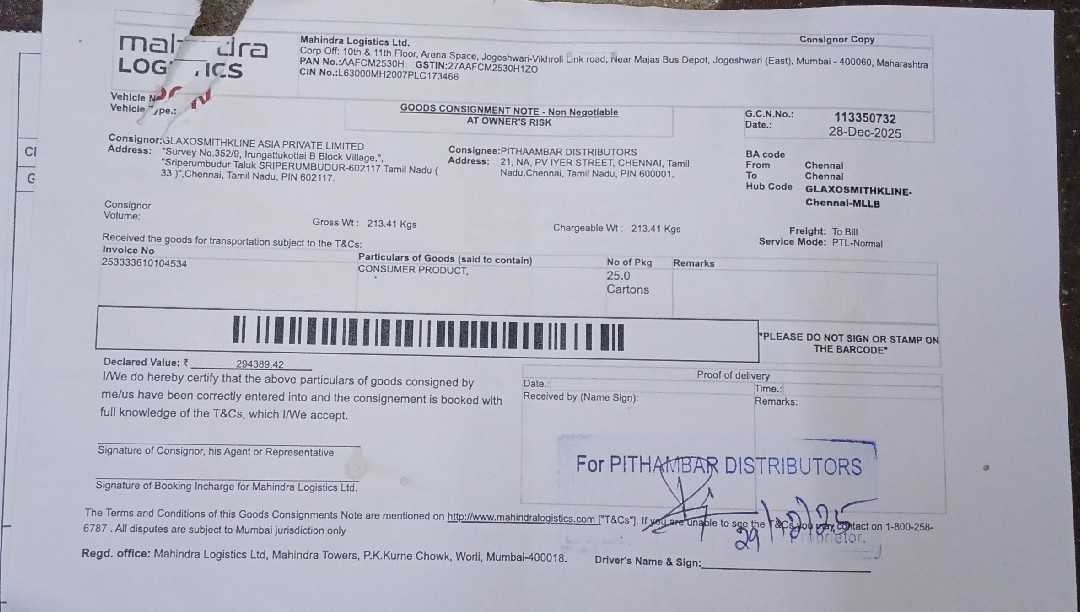 Consignor Copy
Mahindra Logistics Ltd.
Corp Off: 10th & 11th Floor, Arena Space, Jogeshwari-Vikhroli Link road, Near Majas Bus Depot, Jogeshwari (East), Mumbai - 400060, Maharashtra
PAN No.:AAFCM2530H GSTIN:27AAFCM2530H1ZO
CIN No.:L63000MH2007PLC173466
LOG ICS
Vehicle
Vehicle
GOODS CONSIGNMENT NOTE - Non Negotiable
AT OWNER'S RISK
G.C.N.No.: 113350732
Date.: 28-Dec-2025
Consignor:GLAXOSMITHKLINE ASIA PRIVATE LIMITED
Address: "Survey No.352/9, Irungattukottai B Block Village,",
"Sriperumbudur Taluk SRIPERUMBUDUR-602117 Tamil Nadu (
33 )",Chennai, Tamil Nadu, PIN 602117.
Consignee:PITHAAMBAR DISTRIBUTORS
Address: 21, NA, PV IYER STREET, CHENNAI, Tamil
Nadu,Chennai, Tamil Nadu, PIN 600001.
BA code
From Chennai
To Chennai
Hub Code GLAXOSMITHKLINE-
Chennai-MLLB
Consignor
Volume:
Gross Wt : 213.41 Kgs
Chargeable Wt : 213.41 Kgs
Freight: To Bill
Service Mode: PTL-Normal
Received the goods for transportation subject to the T&Cs:
Invoice No Particulars of Goods (said to contain) No of Pkg Remarks
253333610104534 CONSUMER PRODUCT, 25.0
Cartons
*PLEASE DO NOT SIGN OR STAMP ON
THE BARCODE*
Declared Value: ₹ 294389.42
I/We do hereby certify that the above particulars of goods consigned by
me/us have been correctly entered into and the consignement is booked with
full knowledge of the T&Cs, which I/We accept.
Proof of delivery
Date.: Time.:
Received by (Name Sign): Remarks:
Signature of Consignor, his Agent or Representative
Signature of Booking Incharge for Mahindra Logistics Ltd.
For PITHAMBAR DISTRIBUTORS
29/12/25
Proprietor.
The Terms and Conditions of this Goods Consignments Note are mentioned on http://www.mahindralogistics.com ["T&Cs"]. If you are unable to see the T&Cs you may contact on 1-800-258-
6787 . All disputes are subject to Mumbai jurisdiction only
Regd. office: Mahindra Logistics Ltd, Mahindra Towers, P.K.Kurne Chowk, Worli, Mumbai-400018.
Driver's Name & Sign: